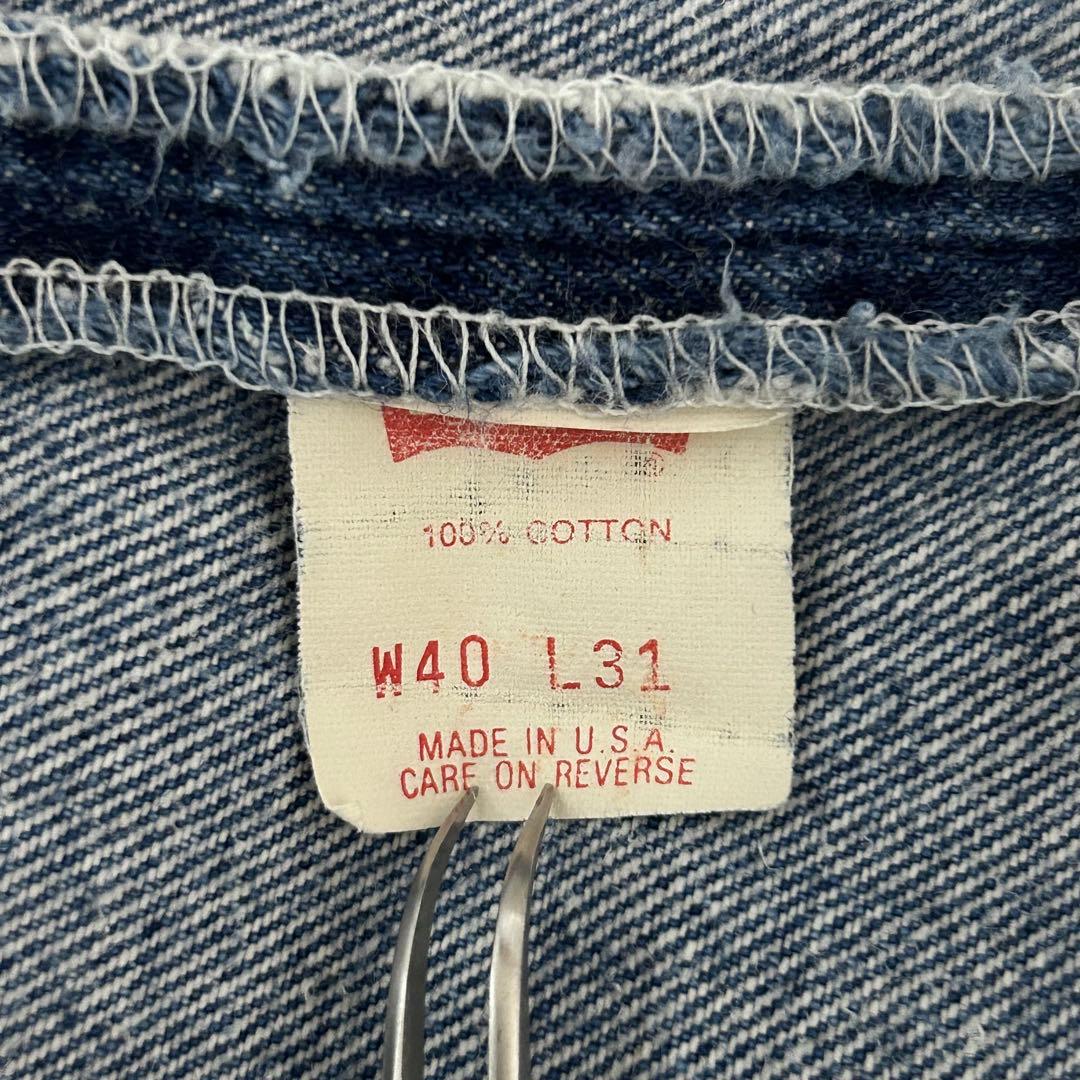 ®
100% COTTON
W40 L31
MADE IN U.S.A.
CARE ON REVERSE